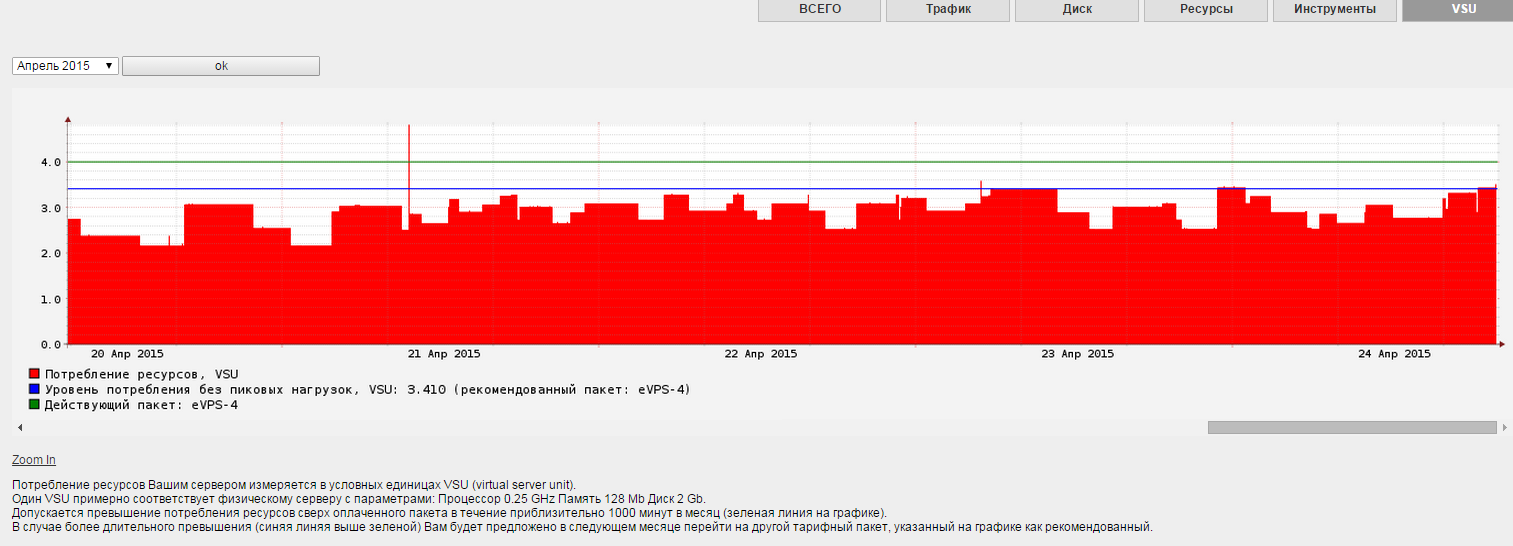 ВСЕГО Трафик Диск Ресурсы Инструменты VSU
Апрель 2015 ok
4.0
3.0
2.0
1.0
0.0
20 Апр 2015 21 Апр 2015 22 Апр 2015 23 Апр 2015 24 Апр 2015
Потребление ресурсов, VSU
Уровень потребления без пиковых нагрузок, VSU: 3.410 (рекомендованный пакет: eVPS-4)
Действующий пакет: eVPS-4
Zoom In
Потребление ресурсов Вашим сервером измеряется в условных единицах VSU (virtual server unit).
Один VSU примерно соответствует физическому серверу с параметрами: Процессор 0.25 GHz Память 128 Mb Диск 2 Gb.
Допускается превышение потребления ресурсов сверх оплаченного пакета в течение приблизительно 1000 минут в месяц (зеленая линия на графике).
В случае более длительного превышения (синяя линяя выше зеленой) Вам будет предложено в следующем месяце перейти на другой тарифный пакет, указанный на графике как рекомендованный.